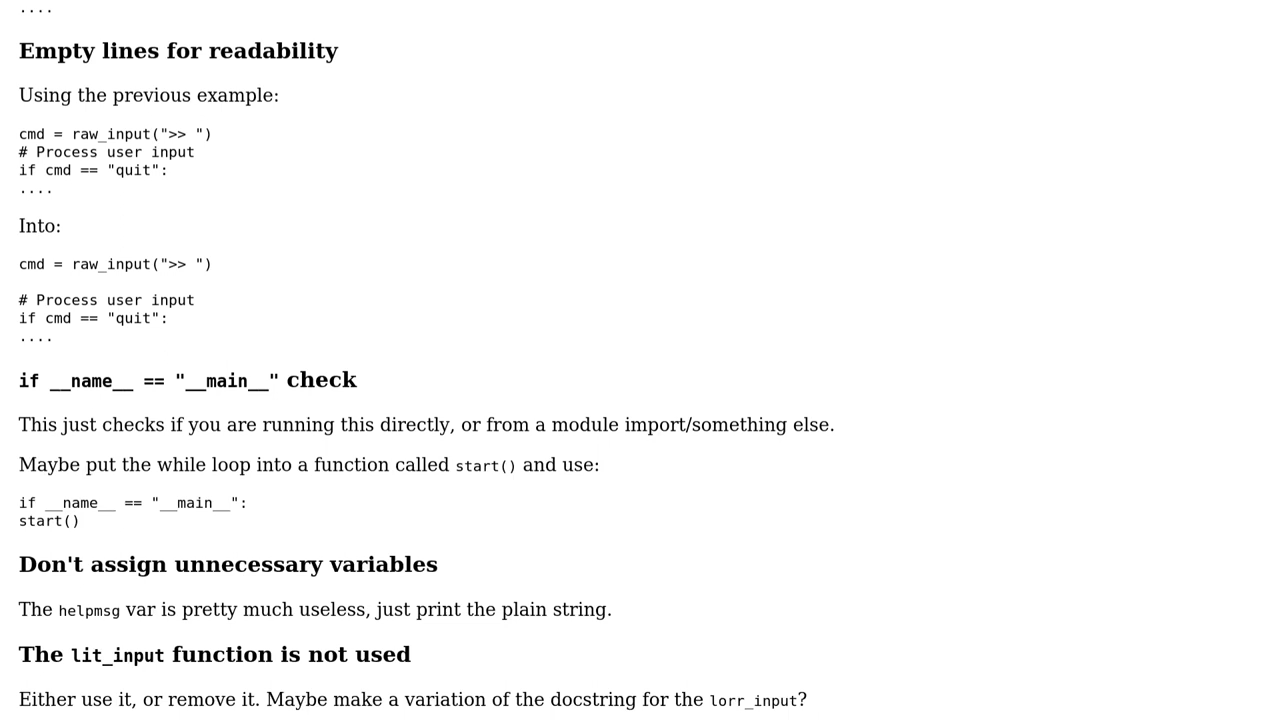 ....
Empty lines for readability
Using the previous example:
cmd = raw_input(">> ")
# Process user input
if cmd == "quit":
....
Into:
cmd = raw_input(">> ")
# Process user input
if cmd == "quit":
....
if __name__ == "__main__" check
This just checks if you are running this directly, or from a module import/something else.
Maybe put the while loop into a function called start() and use:
if __name__ == "__main__":
start()
Don't assign unnecessary variables
The helpmsg var is pretty much useless, just print the plain string.
The lit_input function is not used
Either use it, or remove it. Maybe make a variation of the docstring for the lorr_input?